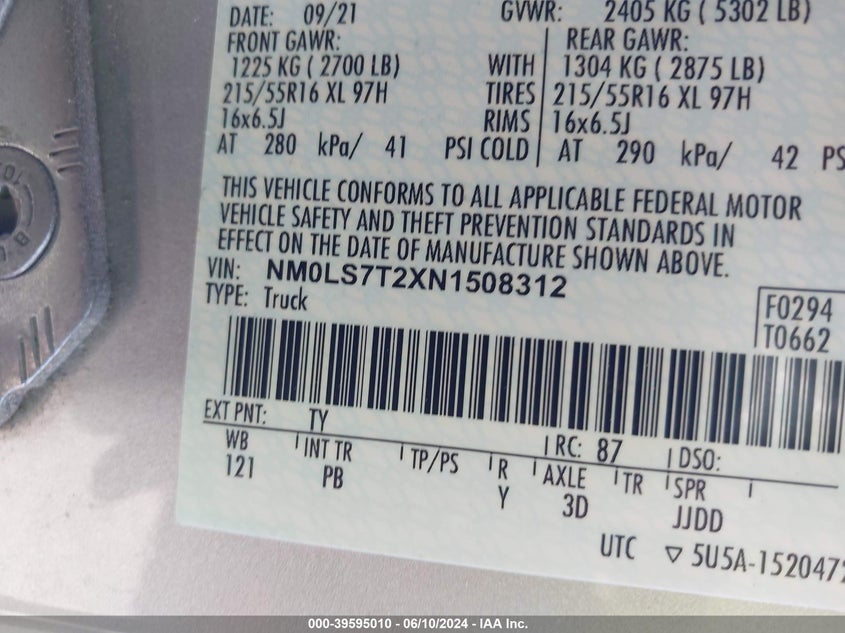 DATE: 09/21 GVWR: 2405 KG ( 5302 LB)
FRONT GAWR: REAR GAWR:
1225 KG ( 2700 LB) WITH 1304 KG ( 2875 LB)
215/55R16 XL 97H TIRES 215/55R16 XL 97H
16x6.5J RIMS 16x6.5J
AT 280 kPa/ 41 PSI COLD AT 290 kPa/ 42 PS
THIS VEHICLE CONFORMS TO ALL APPLICABLE FEDERAL MOTOR
VEHICLE SAFETY AND THEFT PREVENTION STANDARDS IN
EFFECT ON THE DATE OF MANUFACTURE SHOWN ABOVE.
VIN: NM0LS7T2XN1508312
TYPE: Truck
F0294
T0662
EXT PNT: TY RC: 87 DSO:
WB INT TR TP/PS R AXLE TR SPR
121 PB Y 3D JJDD
UTC ▽ 5U5A-1520472
000-39595010 - 06/10/2024 - IAA Inc.